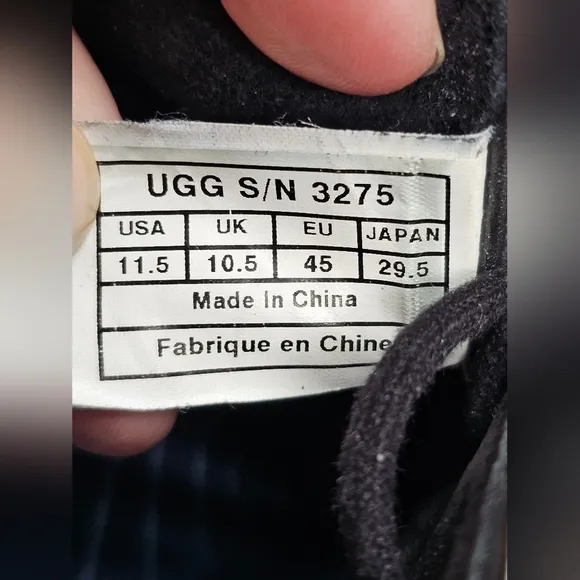 UGG S/N 3275
USA UK EU JAPAN
11.5 10.5 45 29.5
Made In China
Fabrique en Chine